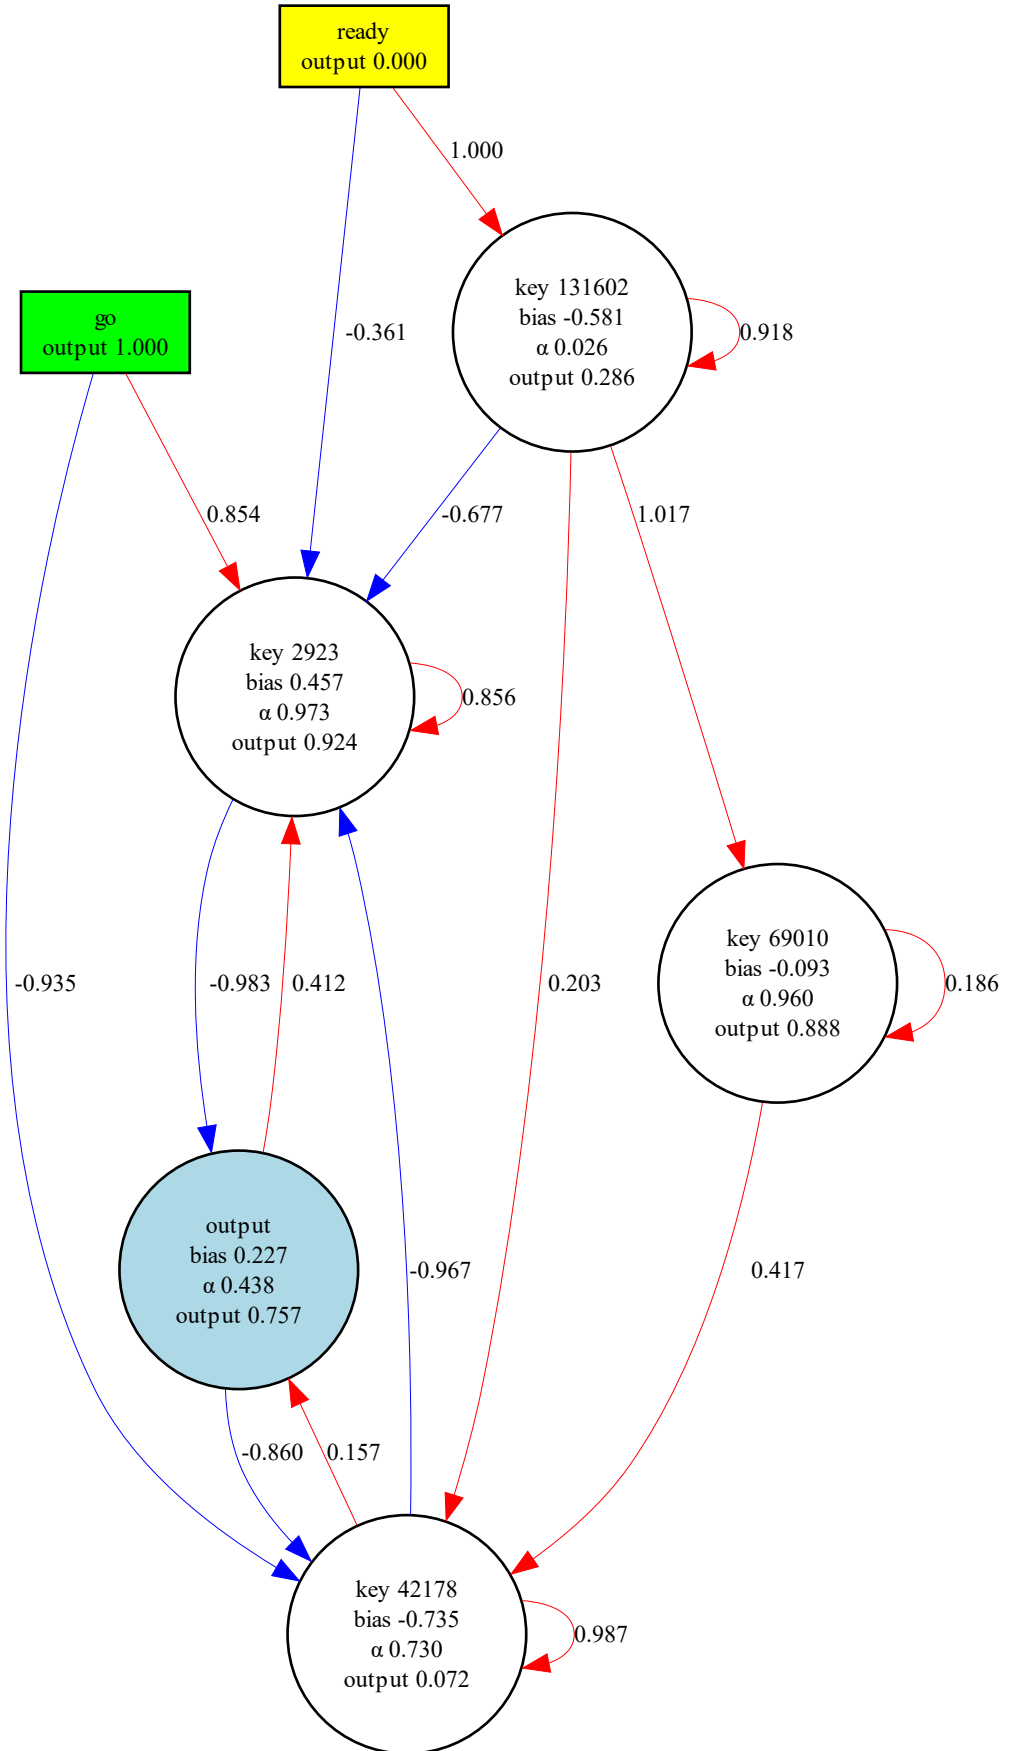 ready
output 0.000
1.000
key 131602
bias -0.581
α 0.026
output 0.286
0.918
go
output 1.000
-0.361
0.854
-0.677
1.017
key 2923
bias 0.457
α 0.973
output 0.924
0.856
key 69010
bias -0.093
α 0.960
output 0.888
0.186
-0.935
-0.983
0.412
0.203
output
bias 0.227
α 0.438
output 0.757
-0.967
0.417
-0.860
0.157
key 42178
bias -0.735
α 0.730
output 0.072
0.987